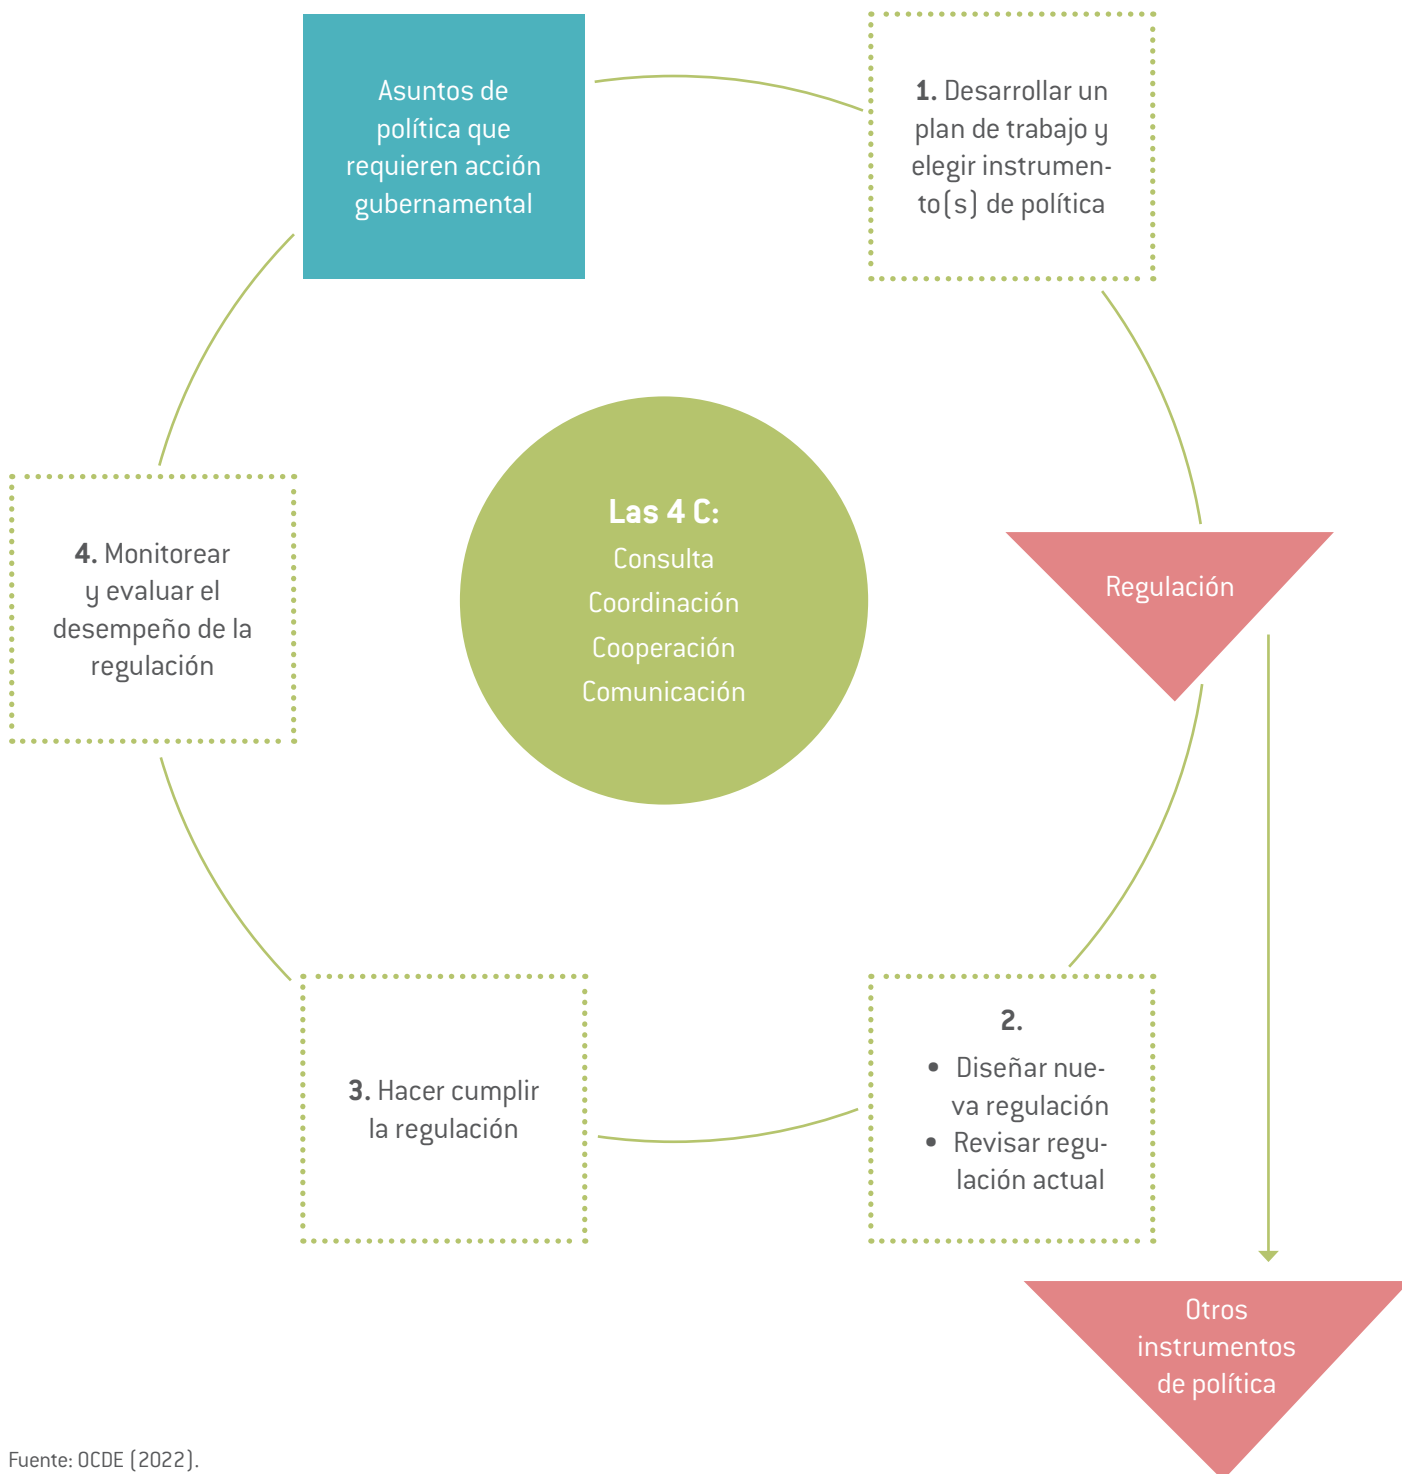 Asuntos de
política que
requieren acción
gubernamental
1. Desarrollar un
plan de trabajo y
elegir instrumen-
to(s) de política
Las 4 C:
Consulta
Coordinación
Cooperación
Comunicación
Regulación
4. Monitorear
y evaluar el
desempeño de la
regulación
3. Hacer cumplir
la regulación
2.
• Diseñar nue-
va regulación
• Revisar regu-
lación actual
Otros
instrumentos
de política
Fuente: OCDE (2022).